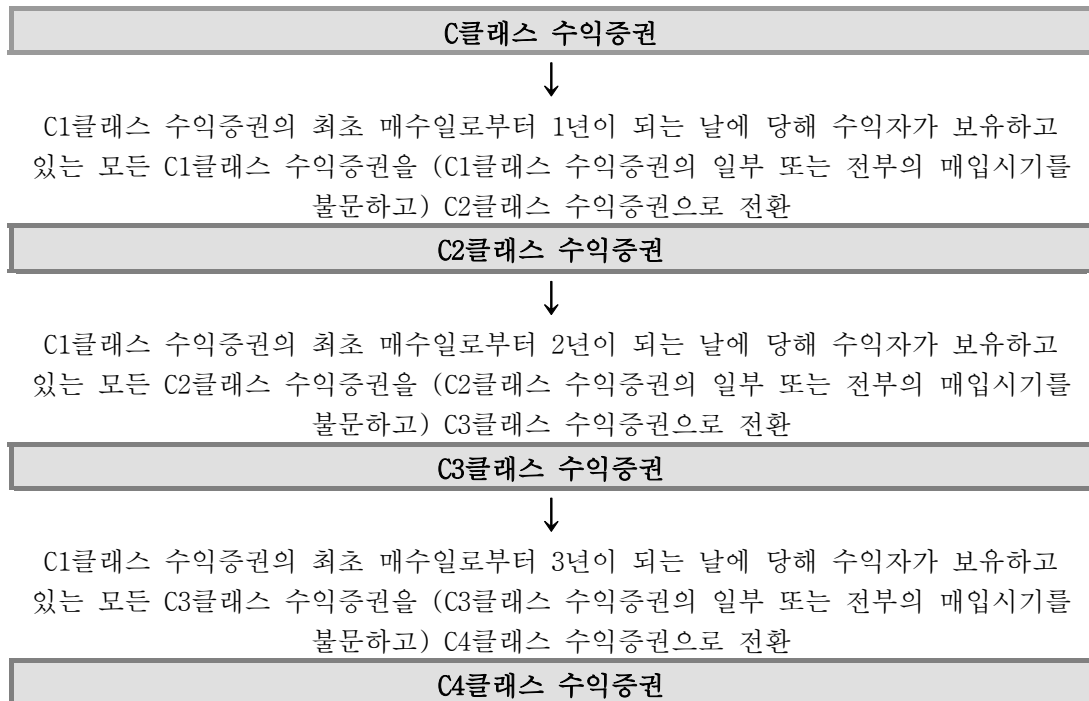 C클래스 수익증권
↓
C1클래스 수익증권의 최초 매수일로부터 1년이 되는 날에 당해 수익자가 보유하고
있는 모든 C1클래스 수익증권을 (C1클래스 수익증권의 일부 또는 전부의 매입시기를
불문하고) C2클래스 수익증권으로 전환
C2클래스 수익증권
↓
C1클래스 수익증권의 최초 매수일로부터 2년이 되는 날에 당해 수익자가 보유하고
있는 모든 C2클래스 수익증권을 (C2클래스 수익증권의 일부 또는 전부의 매입시기를
불문하고) C3클래스 수익증권으로 전환
C3클래스 수익증권
↓
C1클래스 수익증권의 최초 매수일로부터 3년이 되는 날에 당해 수익자가 보유하고
있는 모든 C3클래스 수익증권을 (C3클래스 수익증권의 일부 또는 전부의 매입시기를
불문하고) C4클래스 수익증권으로 전환
C4클래스 수익증권